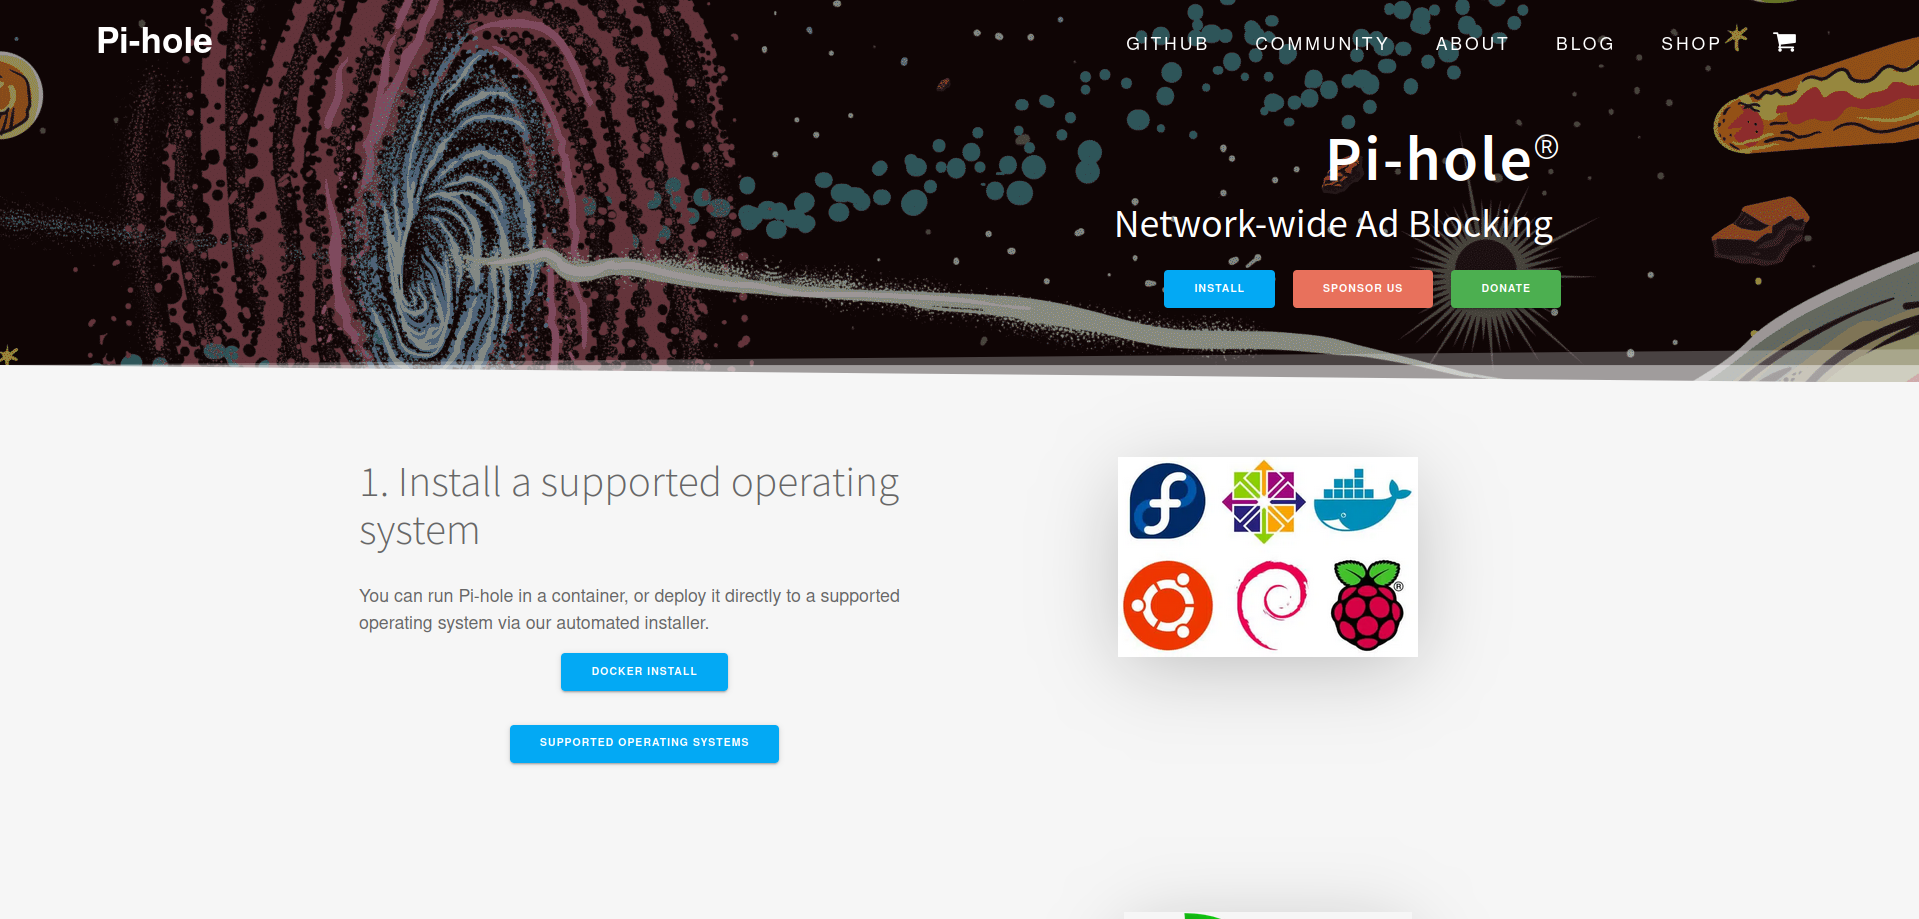 Pi-hole
GITHUB COMMUNITY ABOUT BLOG SHOP
Pi-hole®
Network-wide Ad Blocking
INSTALL SPONSOR US DONATE
1. Install a supported operating
system
You can run Pi-hole in a container, or deploy it directly to a supported
operating system via our automated installer.
DOCKER INSTALL
SUPPORTED OPERATING SYSTEMS
®